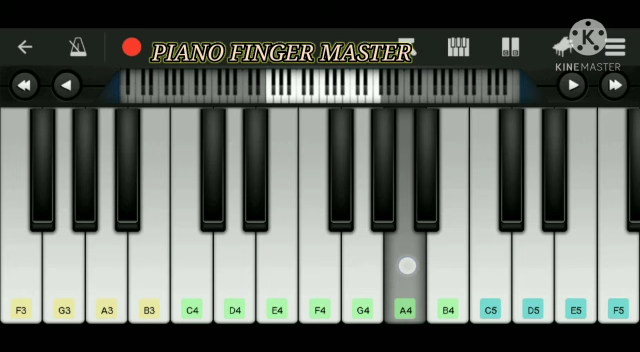 PIANO FINGER MASTER
KINEMASTER
F3 G3 A3 B3 C4 D4 E4 F4 G4 A4 B4 C5 D5 E5 F5